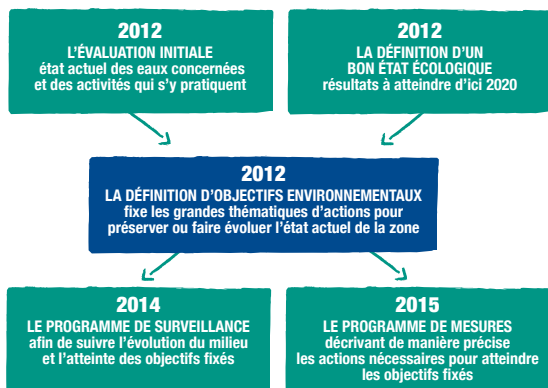 2012
L'ÉVALUATION INITIALE
état actuel des eaux concernées
et des activités qui s'y pratiquent
2012
LA DÉFINITION D'UN
BON ÉTAT ÉCOLOGIQUE
résultats à atteindre d'ici 2020
2012
LA DÉFINITION D'OBJECTIFS ENVIRONNEMENTAUX
fixe les grandes thématiques d'actions pour
préserver ou faire évoluer l'état actuel de la zone
2014
LE PROGRAMME DE SURVEILLANCE
afin de suivre l'évolution du milieu
et l'atteinte des objectifs fixés
2015
LE PROGRAMME DE MESURES
décrivant de manière précise
les actions nécessaires pour atteindre
les objectifs fixés